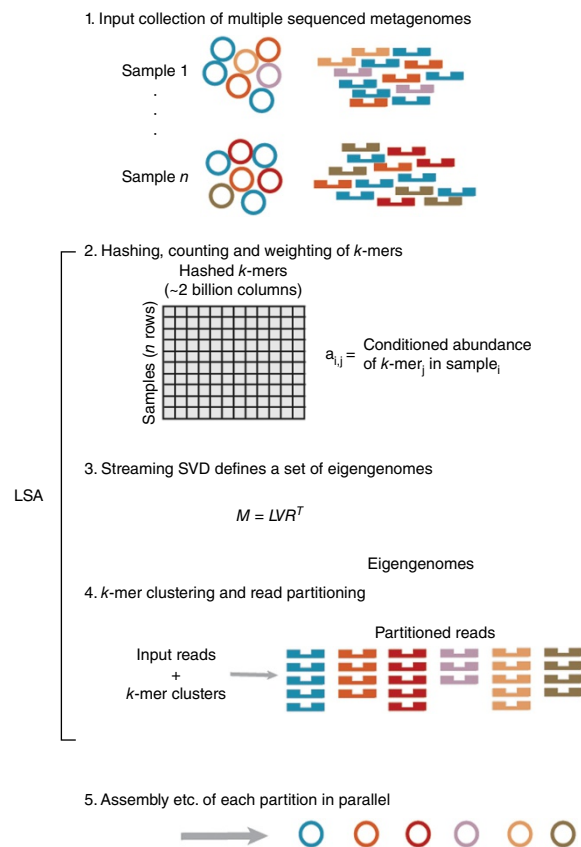 1. Input collection of multiple sequenced metagenomes
Sample 1
.
.
.
Sample n
2. Hashing, counting and weighting of k-mers
Hashed k-mers
(~2 billion columns)
Samples (n rows)
a_{i,j} = Conditioned abundance
of k-mer_j in sample_i
3. Streaming SVD defines a set of eigengenomes
LSA
M = LVR^T
Eigengenomes
4. k-mer clustering and read partitioning
Partitioned reads
Input reads
+
k-mer clusters
5. Assembly etc. of each partition in parallel